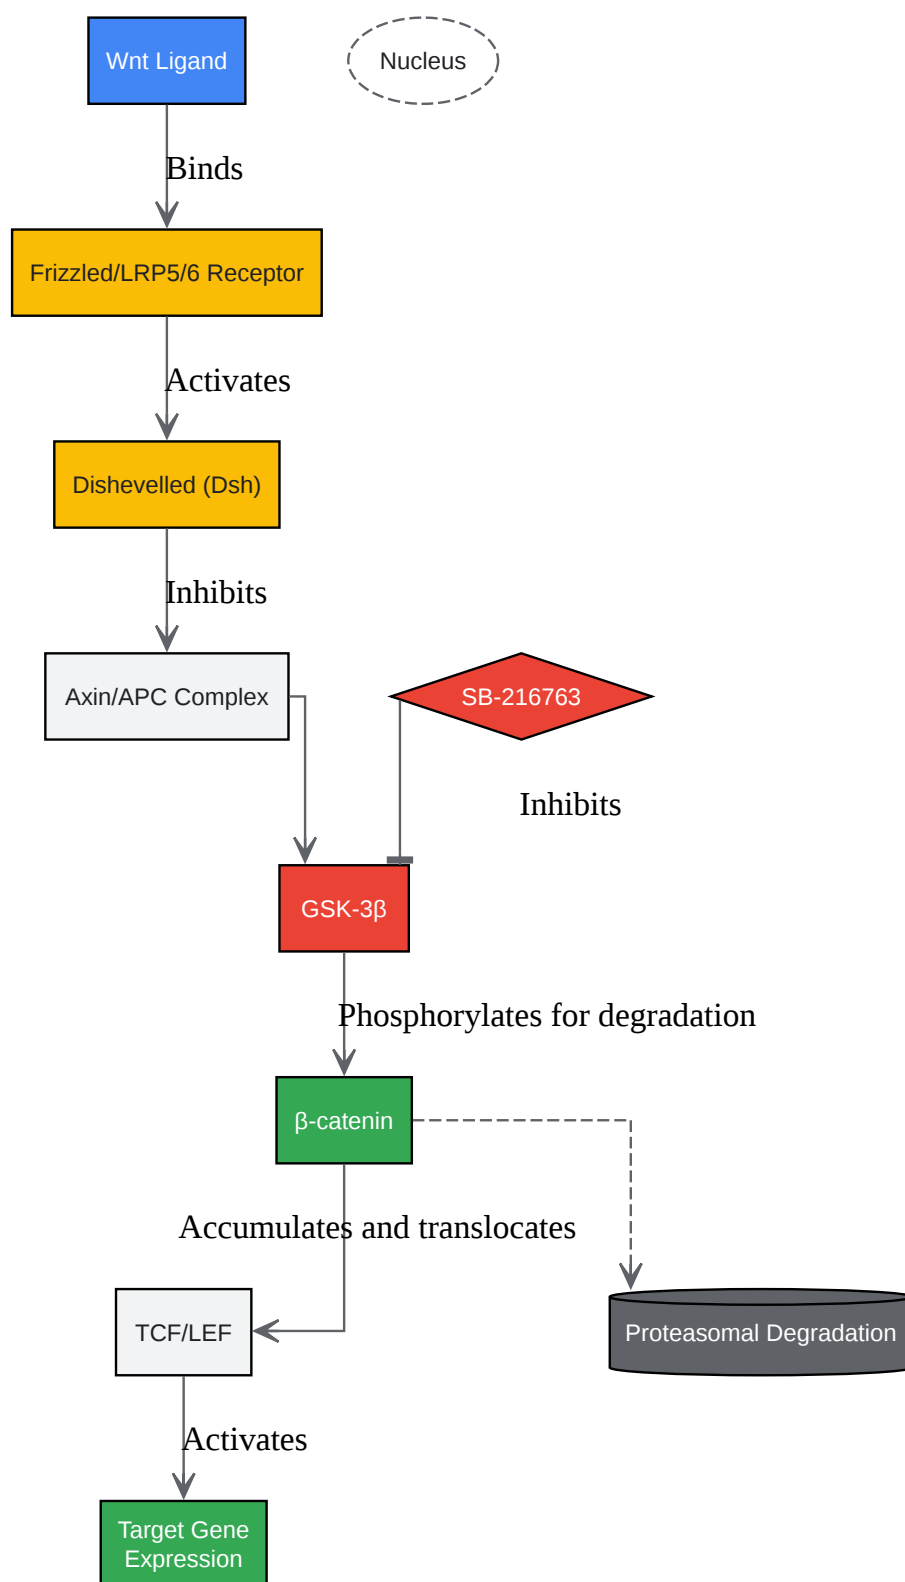 Wnt Ligand
Nucleus
Binds
Frizzled/LRP5/6 Receptor
Activates
Dishevelled (Dsh)
Inhibits
Axin/APC Complex
SB-216763
Inhibits
GSK-3β
Phosphorylates for degradation
β-catenin
Accumulates and translocates
TCF/LEF
Proteasomal Degradation
Activates
Target Gene
Expression